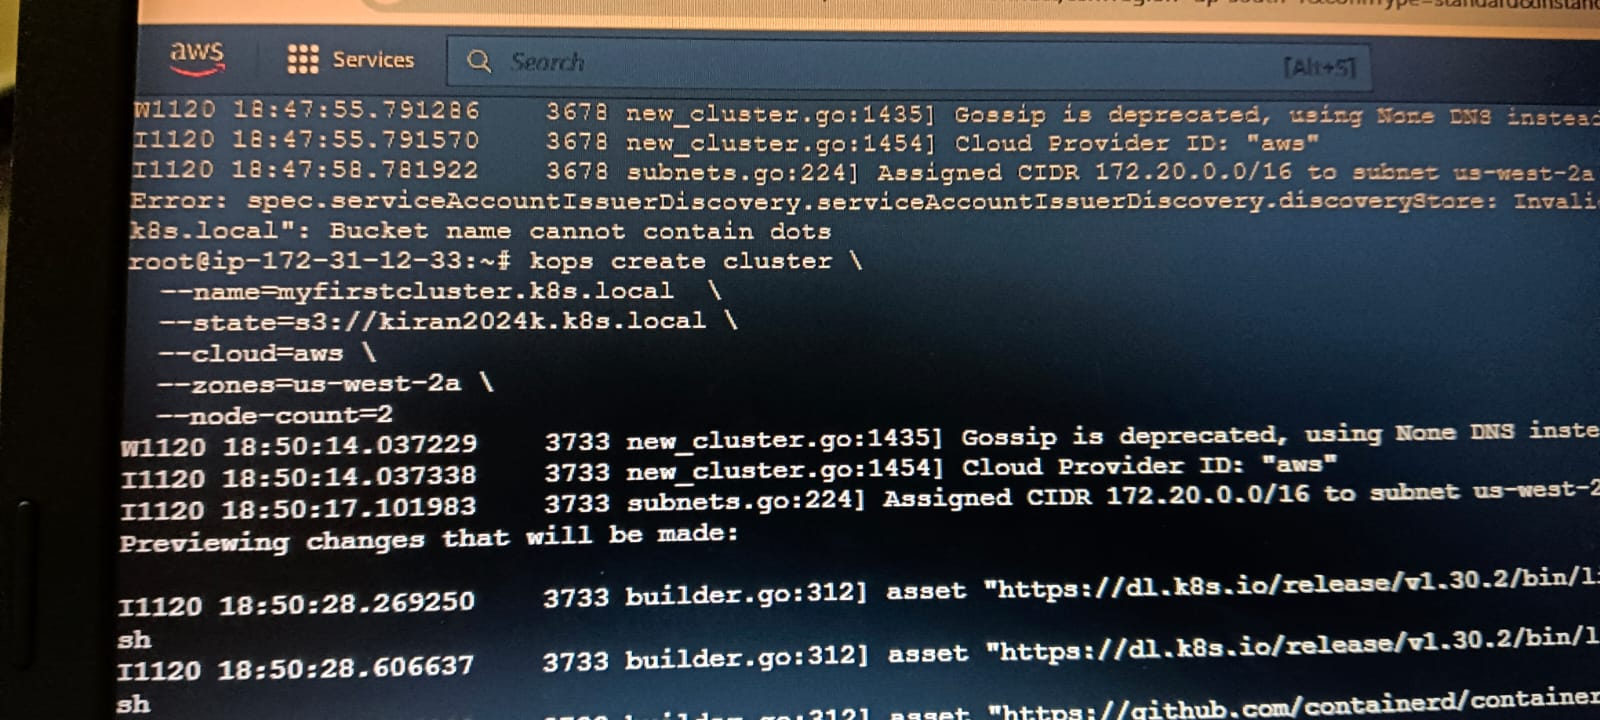 aws Services Search [Alt+S]
W1120 18:47:55.791286 3678 new_cluster.go:1435] Gossip is deprecated, using None DNS instead
I1120 18:47:55.791570 3678 new_cluster.go:1454] Cloud Provider ID: "aws"
I1120 18:47:58.781922 3678 subnets.go:224] Assigned CIDR 172.20.0.0/16 to subnet us-west-2a
Error: spec.serviceAccountIssuerDiscovery.serviceAccountIssuerDiscovery.discoveryStore: Invali
k8s.local": Bucket name cannot contain dots
root@ip-172-31-12-33:~# kops create cluster \
--name=myfirstcluster.k8s.local \
--state=s3://kiran2024k.k8s.local \
--cloud=aws \
--zones=us-west-2a \
--node-count=2
W1120 18:50:14.037229 3733 new_cluster.go:1435] Gossip is deprecated, using None DNS inste
I1120 18:50:14.037338 3733 new_cluster.go:1454] Cloud Provider ID: "aws"
I1120 18:50:17.101983 3733 subnets.go:224] Assigned CIDR 172.20.0.0/16 to subnet us-west-2
Previewing changes that will be made:
I1120 18:50:28.269250 3733 builder.go:312] asset "https://dl.k8s.io/release/v1.30.2/bin/li
sh
I1120 18:50:28.606637 3733 builder.go:312] asset "https://dl.k8s.io/release/v1.30.2/bin/l
sh
asset "https://github.com/containerd/container